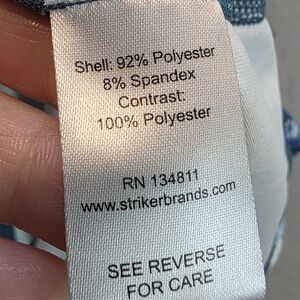 Shell: 92% Polyester
8% Spandex
Contrast:
100% Polyester
RN 134811
www.strikerbrands.com
SEE REVERSE
FOR CARE